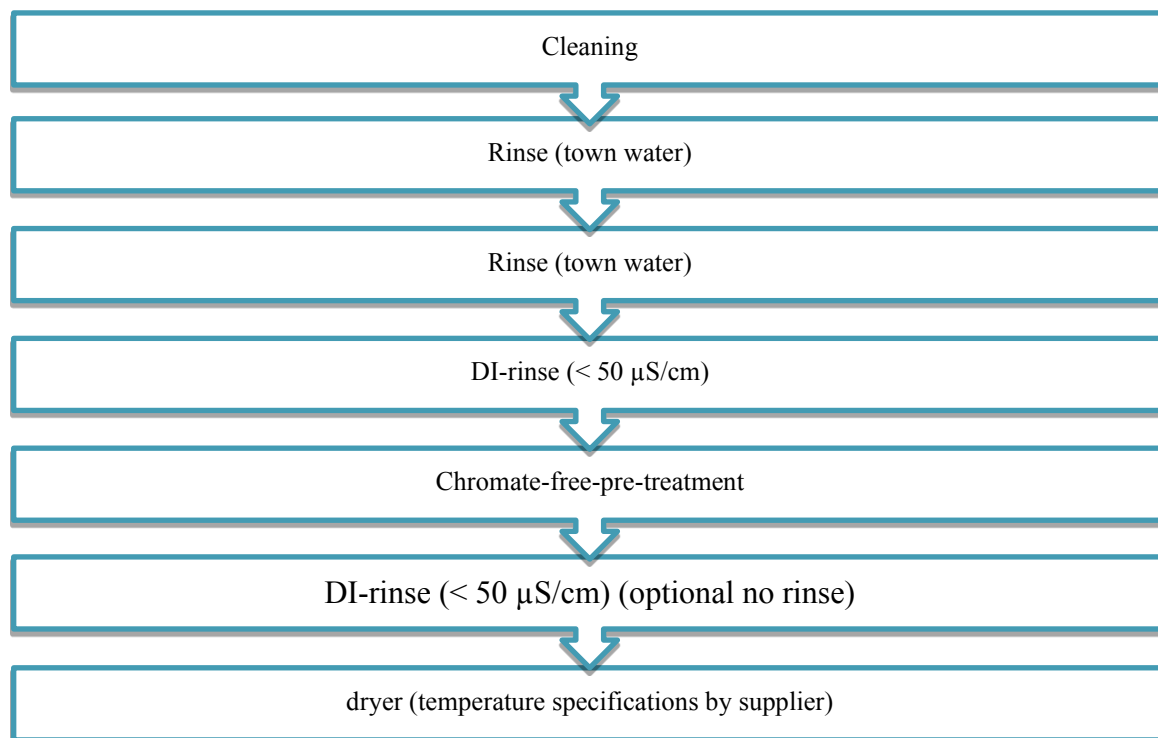 Cleaning
Rinse (town water)
Rinse (town water)
DI-rinse (< 50 µS/cm)
Chromate-free-pre-treatment
DI-rinse (< 50 µS/cm) (optional no rinse)
dryer (temperature specifications by supplier)